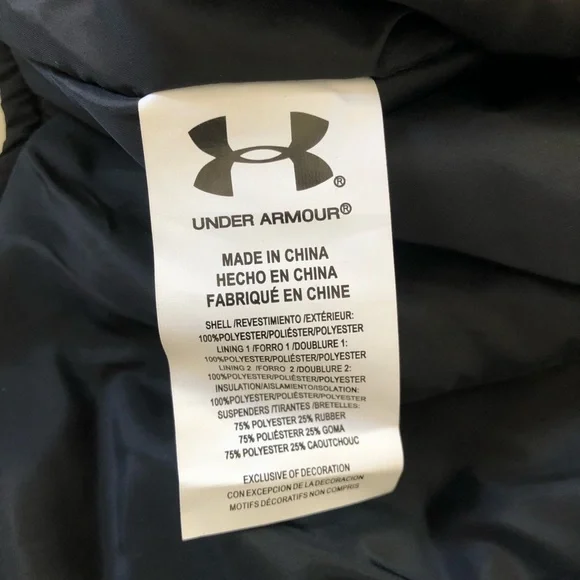 UNDER ARMOUR®
MADE IN CHINA
HECHO EN CHINA
FABRIQUÉ EN CHINE
SHELL /REVESTIMIENTO /EXTÉRIEUR:
100%POLYESTER/POLIÉSTER/POLYESTER
LINING 1 /FORRO 1 /DOUBLURE 1:
100%POLYESTER/POLIÉSTER/POLYESTER
LINING 2 /FORRO 2 /DOUBLURE 2:
100%POLYESTER/POLIÉSTER/POLYESTER
INSULATION/AISLAMIENTO/ISOLATION:
100%POLYESTER/POLIÉSTER/POLYESTER
SUSPENDERS /TIRANTES /BRETELLES:
75% POLYESTER 25% RUBBER
75% POLIÉSTERR 25% GOMA
75% POLYESTER 25% CAOUTCHOUC
EXCLUSIVE OF DECORATION
CON EXCEPCION DE LA DECORACION
MOTIFS DÉCORATIFS NON COMPRIS